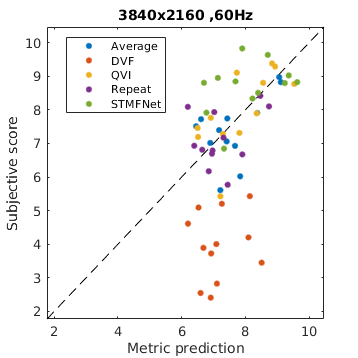 3840x2160 ,60Hz
10
9
8
7
6
5
4
3
2
Subjective score
Average
DVF
QVI
Repeat
STMFNet
2 4 6 8 10
Metric prediction